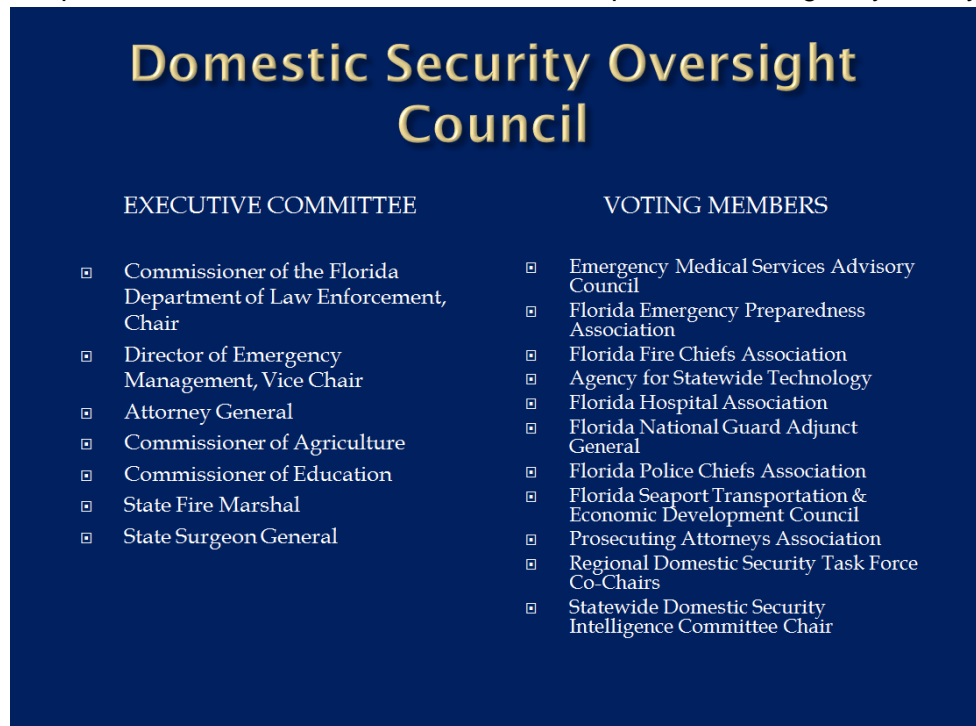 Domestic Security Oversight
Council
EXECUTIVE COMMITTEE
Commissioner of the Florida
Department of Law Enforcement,
Chair
Director of Emergency
Management, Vice Chair
Attorney General
Commissioner of Agriculture
Commissioner of Education
State Fire Marshal
State Surgeon General
VOTING MEMBERS
Emergency Medical Services Advisory
Council
Florida Emergency Preparedness
Association
Florida Fire Chiefs Association
Agency for Statewide Technology
Florida Hospital Association
Florida National Guard Adjunct
General
Florida Police Chiefs Association
Florida Seaport Transportation &
Economic Development Council
Prosecuting Attorneys Association
Regional Domestic Security Task Force
Co-Chairs
Statewide Domestic Security
Intelligence Committee Chair